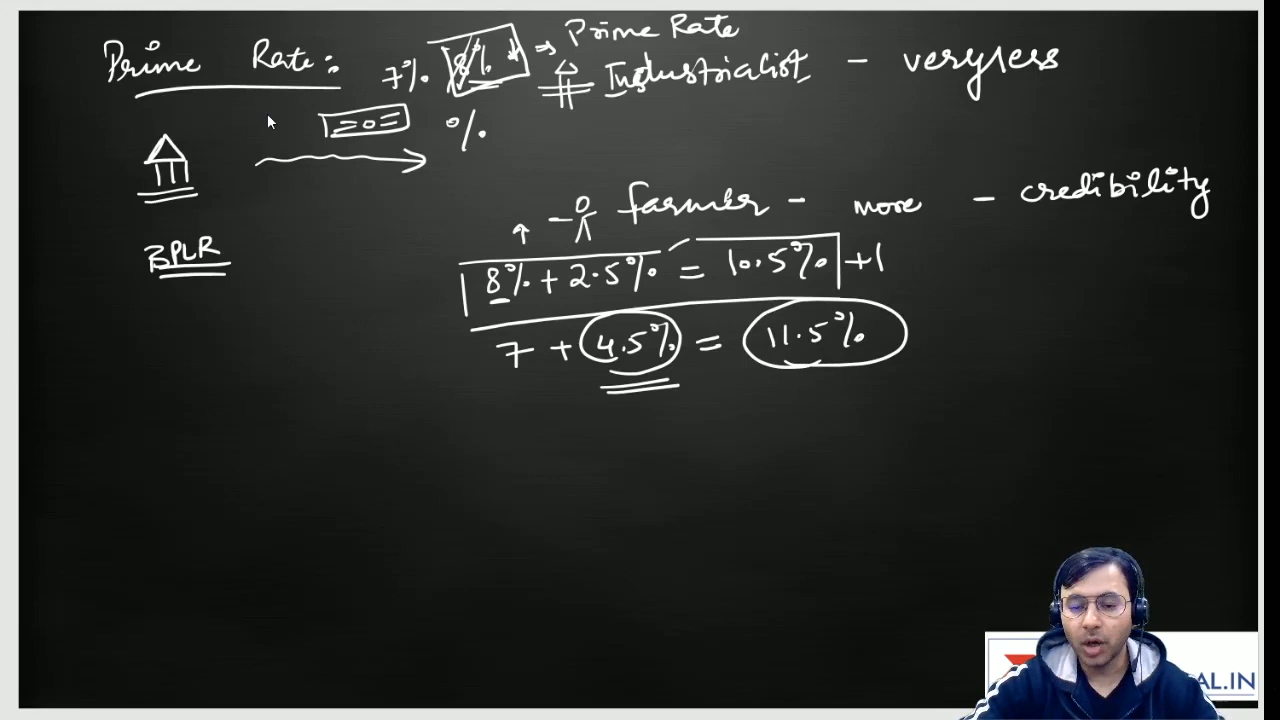 Prime Rate: 7% 8% ↓ ⇒ Prime Rate
Industrialist - veryless
= 0 = %
farmer - more - credibility
BPLR
↑
8% + 2.5% = 10.5% +1
7 + 4.5% = 11.5%
AL.IN